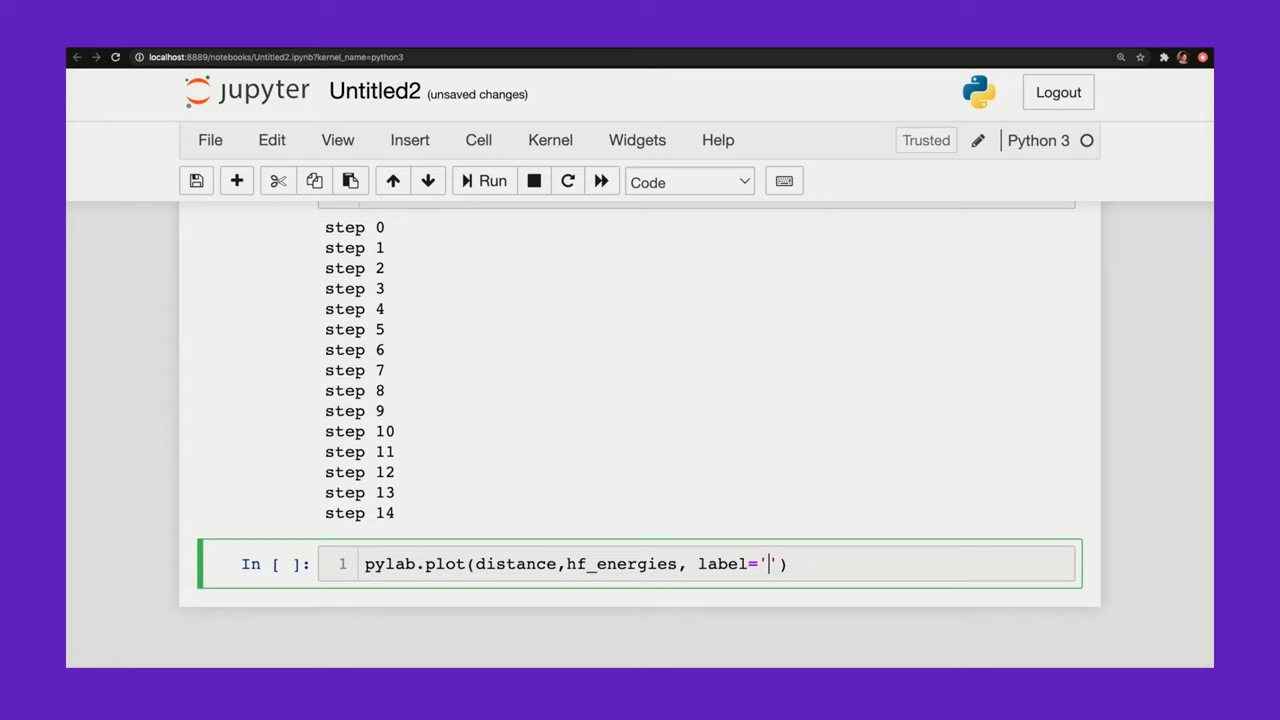 localhost:8889/notebooks/Untitled2.ipynb?kernel_name=python3
jupyter Untitled2 (unsaved changes) Logout
File Edit View Insert Cell Kernel Widgets Help Trusted Python 3
Run Code
step 0
step 1
step 2
step 3
step 4
step 5
step 6
step 7
step 8
step 9
step 10
step 11
step 12
step 13
step 14
In [ ]: 1 pylab.plot(distance,hf_energies, label='')